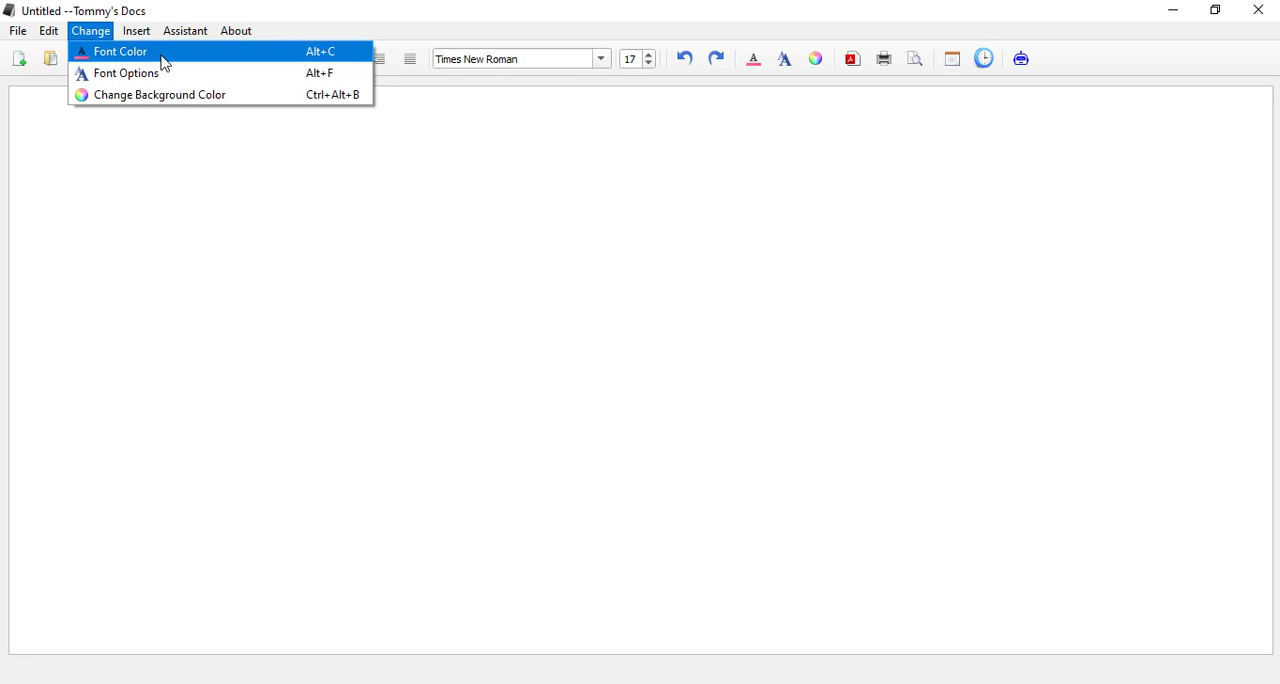 Untitled --Tommy's Docs
File Edit Change Insert Assistant About
Font Color Alt+C
Times New Roman 17
Font Options Alt+F
Change Background Color Ctrl+Alt+B